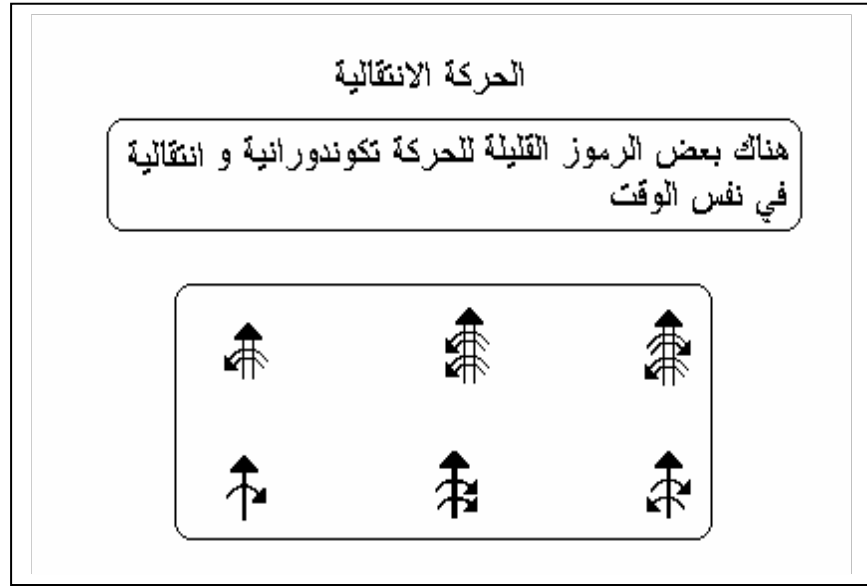 الحركة الانتقالية
هناك بعض الرموز القليلة للحركة تكوندورانية و انتقالية
في نفس الوقت